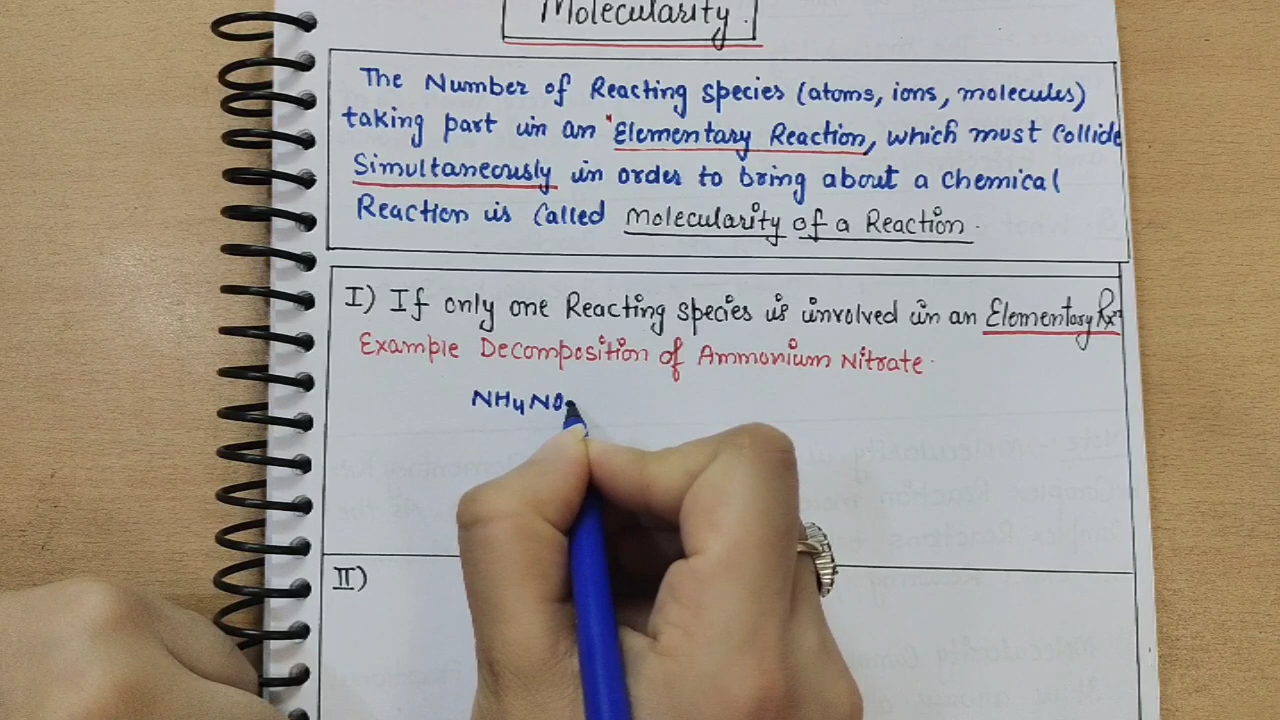 Molecularity.
The Number of Reacting species (atoms, ions, molecules)
taking part in an "Elementary Reaction, which must collide
Simultaneously in order to bring about a chemical
Reaction is called Molecularity of a Reaction.
I) If only one Reacting species is involved in an Elementary Rxn
Example Decomposition of Ammonium Nitrate.
NH4NO
II)